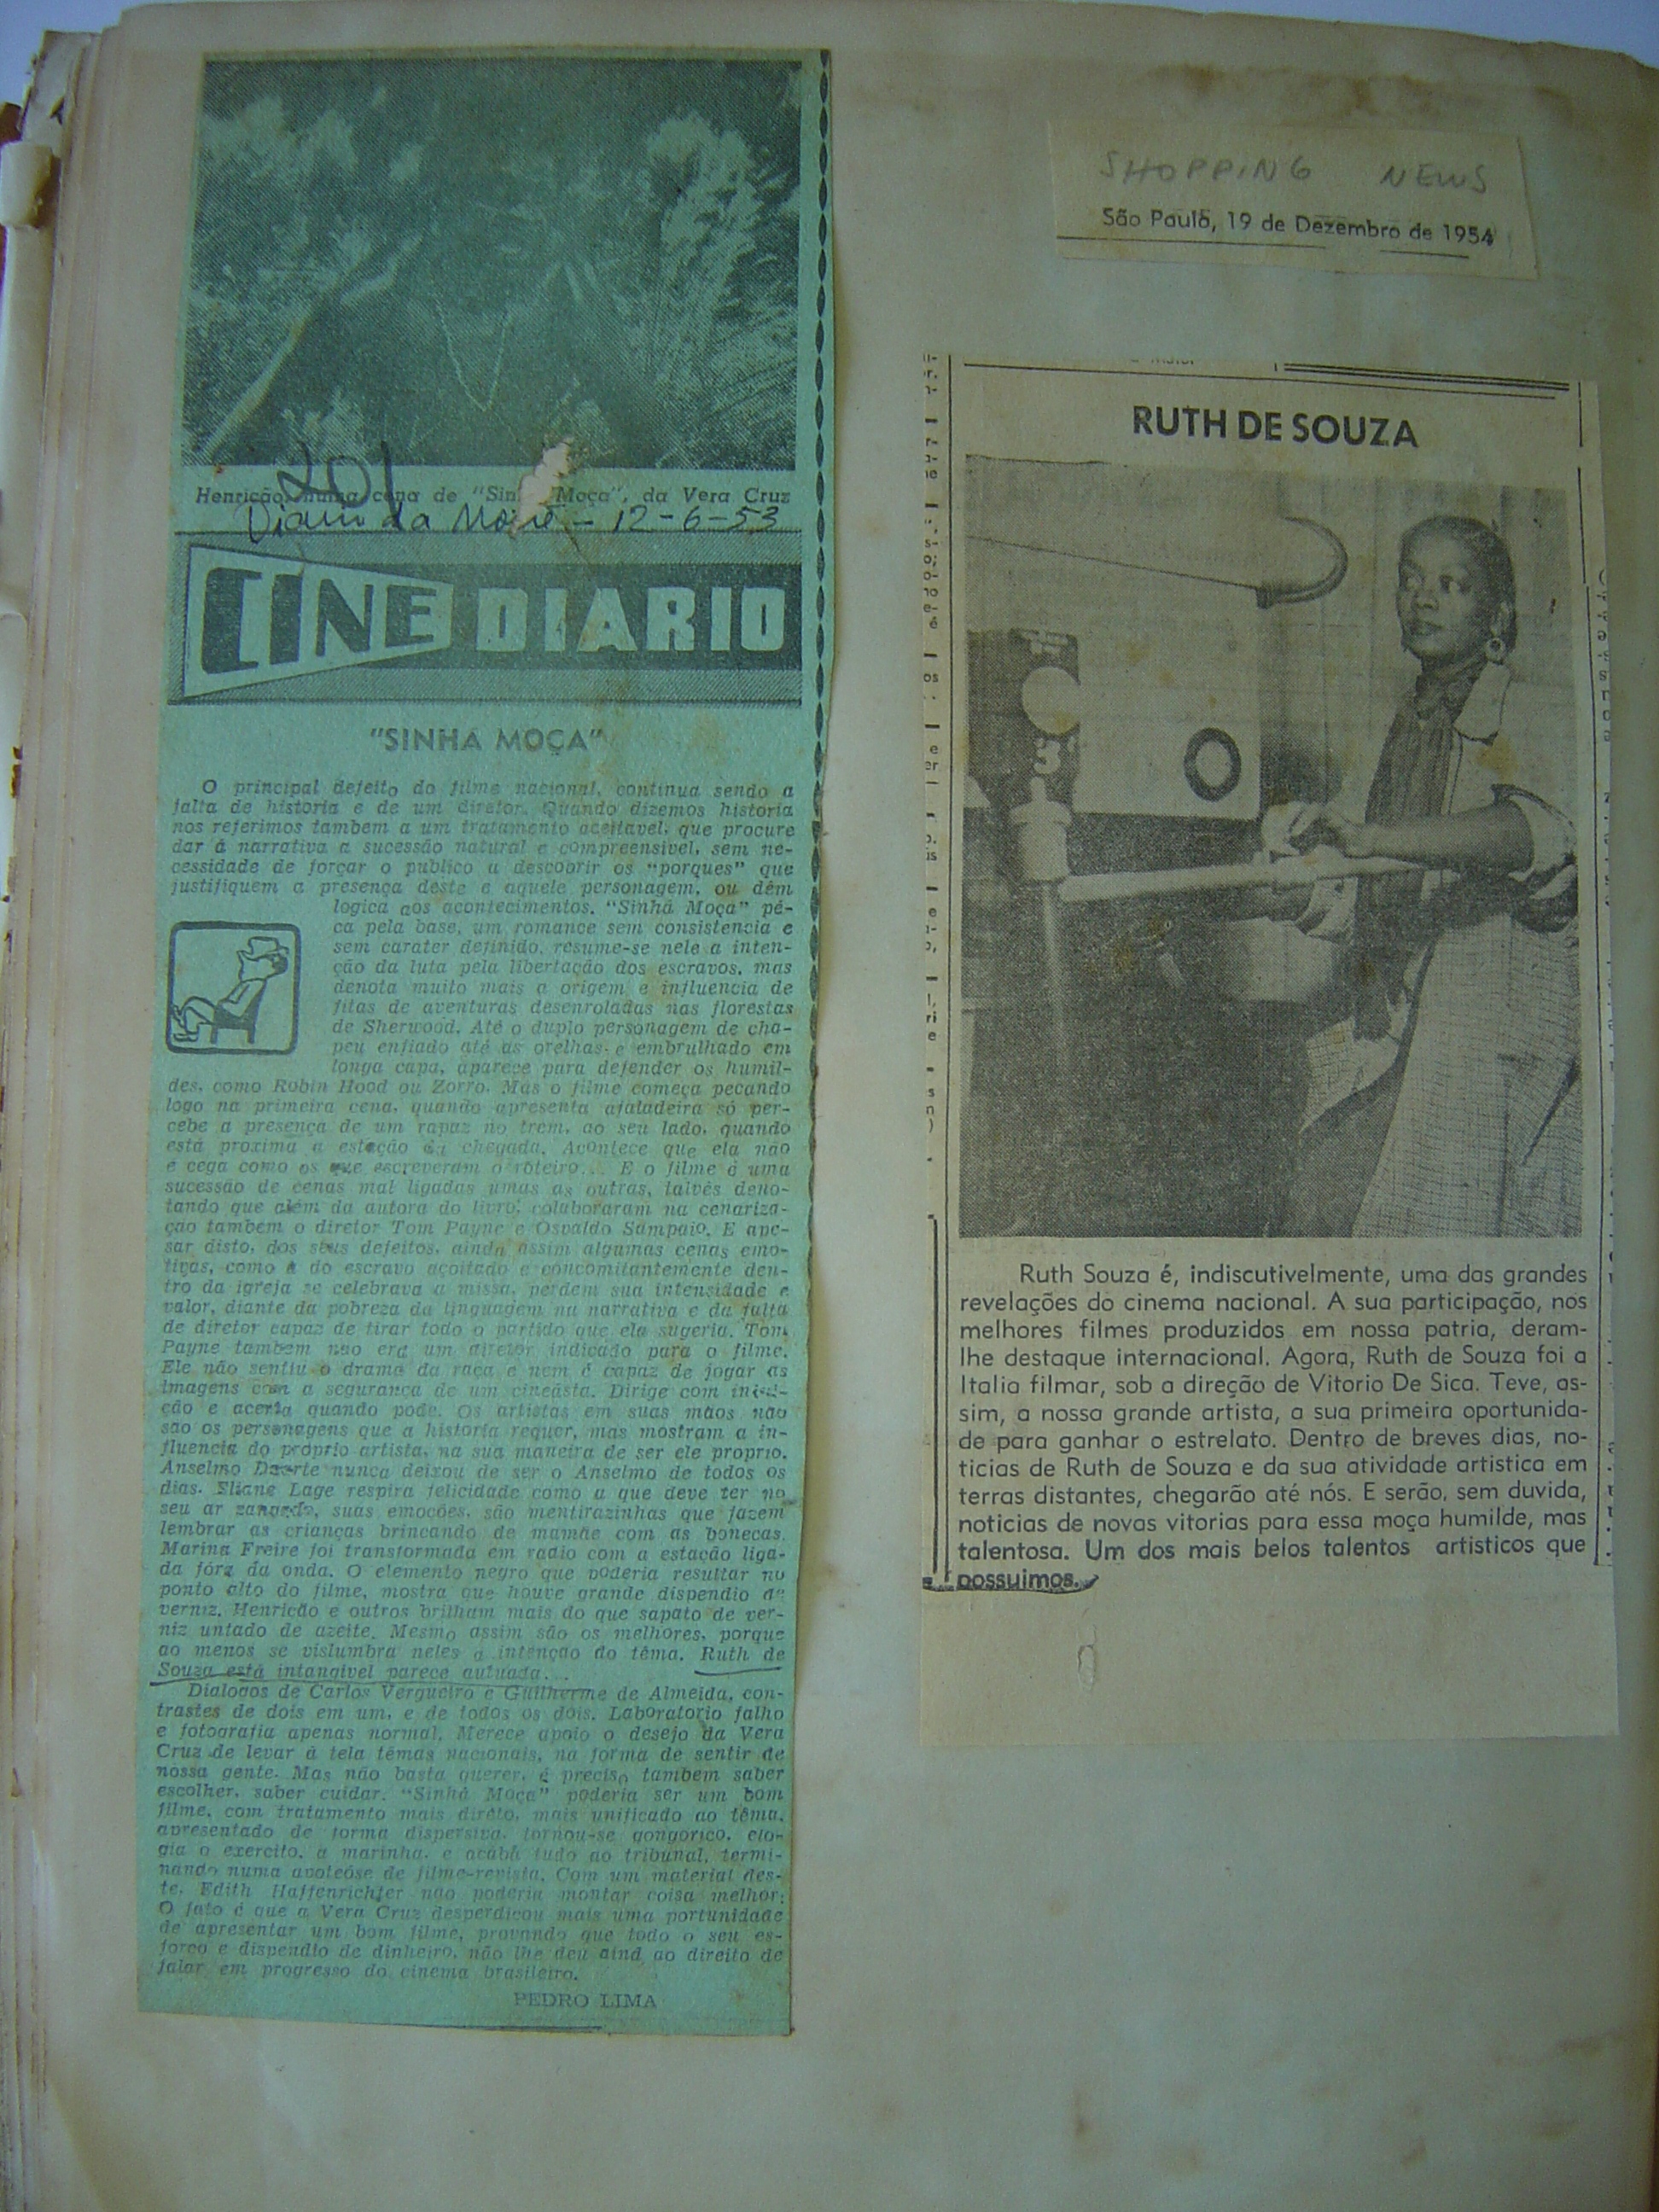 Henricão, numa cena de "Sinhá Moça", da Vera Cruz
201
Diario da Noite - 12-6-53
CINE DIARIO
"SINHA MOÇA"
O principal defeito do filme nacional, continua sendo a
falta de historia e de um diretor. Quando dizemos historia
nos referimos tambem a um tratamento aceitavel, que procure
dar á narrativa a sucessão natural e compreensivel, sem ne-
cessidade de forçar o publico a descobrir os "porques" que
justifiquem a presença deste e aquele personagem, ou dêm
logica aos acontecimentos. "Sinhá Moça" pé-
ca pela base, um romance sem consistencia e
sem carater definido, resume-se nele a inten-
ção da luta pela libertação dos escravos, mas
denota muito mais a origem e influencia de
fitas de aventuras desenroladas nas florestas
de Sherwood. Até o duplo personagem de cha-
peu enfiado até as orelhas e embrulhado em
longa capa, aparece para defender os humil-
des, como Robin Hood ou Zorro. Mas o filme começa pecando
logo na primeira cena, quando apresenta afaladeira só per-
cebe a presença de um rapaz no trem, ao seu lado, quando
está proxima a estação da chegada. Acontece que ela não
é cega como os que escreveram o roteiro... E o filme é uma
sucessão de cenas mal ligadas umas as outras, talvês deno-
tando que além da autora do livro, colaboraram na cenariza-
ção tambem o diretor Tom Payne e Osvaldo Sampaio. E ape-
sar disto, dos seus defeitos, ainda assim algumas cenas emo-
tivas, como a do escravo açoitado e concomitantemente den-
tro da igreja se celebrava a missa, perdem sua intensidade e
valor, diante da pobreza da linguagem na narrativa e da falta
de diretor capaz de tirar todo o partido que ela sugeria. Tom
Payne tambem não era um diretor indicado para o filme.
Ele não sentiu o drama da raça e nem é capaz de jogar as
imagens com a segurança de um cineasta. Dirige com intui-
ção e acerta quando pode. Os artistas em suas mãos não
são os personagens que a historia requer, mas mostram a in-
fluencia do próprio artista, na sua maneira de ser ele proprio.
Anselmo Duarte nunca deixou de ser o Anselmo de todos os
dias. Eliane Lage respira felicidade como a que deve ter no
seu ar zangado, suas emoções, são mentirazinhas que fazem
lembrar as crianças brincando de mamãe com as bonecas.
Marina Freire foi transformada em radio com a estação liga-
da fóra da onda. O elemento negro que poderia resultar no
ponto alto do filme, mostra que houve grande dispendio de
verniz. Henricão e outros brilham mais do que sapato de ver-
niz untado de azeite. Mesmo assim são os melhores, porque
ao menos se vislumbra neles a intenção do têma. Ruth de
Souza está intangivel parece autuada...
Dialogos de Carlos Vergueiro e Guilherme de Almeida, con-
trastes de dois em um, e de todos os dois. Laboratorio falho
e fotografia apenas normal. Merece apoio o desejo da Vera
Cruz de levar á tela têmas nacionais, na forma de sentir de
nossa gente. Mas não basta querer, é preciso tambem saber
escolher, saber cuidar. "Sinhá Moça" poderia ser um bom
filme, com tratamento mais diréto, mais unificado ao têma,
apresentado de forma dispersiva, tornou-se gongorico, elo-
gia o exercito, a marinha, e acaba tudo ao tribunal, termi-
nando numa apoteóse de filme-revista. Com um material des-
te, Edith Haffenrichter não poderia montar coisa melhor.
O fato é que a Vera Cruz desperdiçou mais uma portunidade
de apresentar um bom filme, provando que todo o seu es-
forço e dispendio de dinheiro, não lhe deu aind ao direito de
falar em progresso do cinema brasileiro.
PEDRO LIMA
SHOPPING NEWS
São Paulo, 19 de Dezembro de 1954
RUTH DE SOUZA
3
Ruth Souza é, indiscutivelmente, uma das grandes
revelações do cinema nacional. A sua participação, nos
melhores filmes produzidos em nossa patria, deram-
lhe destaque internacional. Agora, Ruth de Souza foi a
Italia filmar, sob a direção de Vitorio De Sica. Teve, as-
sim, a nossa grande artista, a sua primeira oportunida-
de para ganhar o estrelato. Dentro de breves dias, no-
ticias de Ruth de Souza e da sua atividade artistica em
terras distantes, chegarão até nós. E serão, sem duvida,
noticias de novas vitorias para essa moça humilde, mas
talentosa. Um dos mais belos talentos artisticos que
possuimos.